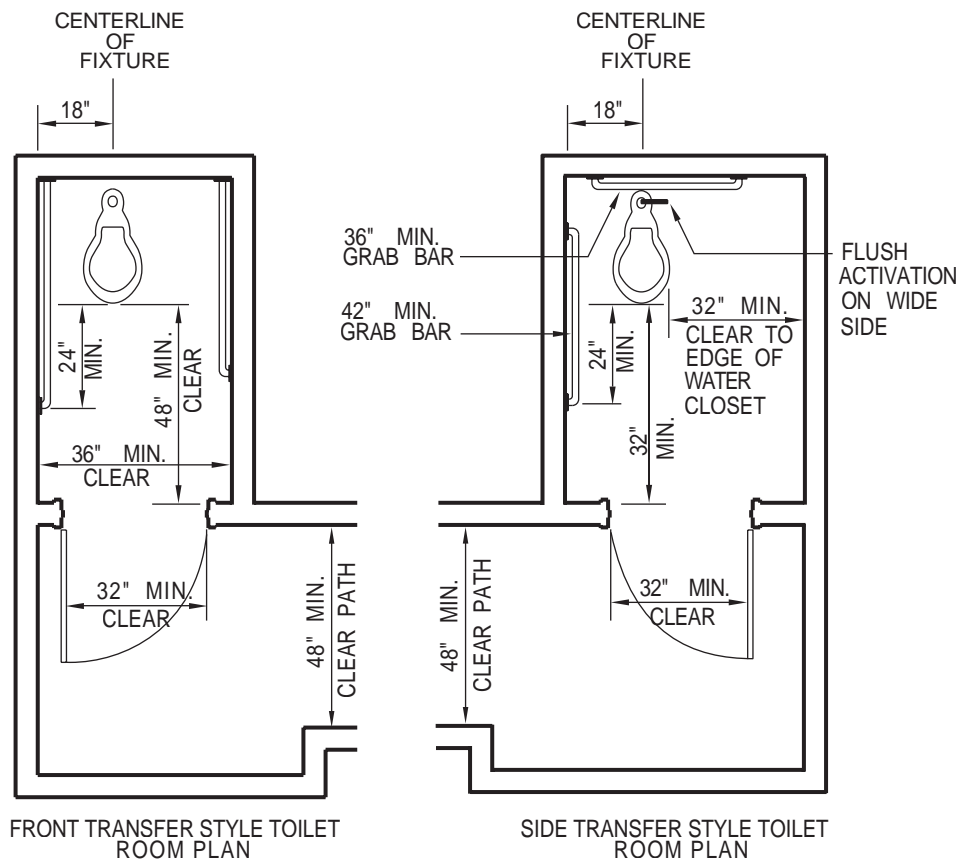 CENTERLINE
OF
FIXTURE
18"
24" MIN.
48" MIN.
CLEAR
36" MIN.
CLEAR
32" MIN.
CLEAR
48" MIN.
CLEAR PATH
FRONT TRANSFER STYLE TOILET
ROOM PLAN
CENTERLINE
OF
FIXTURE
18"
36" MIN.
GRAB BAR
42" MIN.
GRAB BAR
FLUSH
ACTIVATION
ON WIDE
SIDE
32" MIN.
CLEAR TO
EDGE OF
WATER
CLOSET
24"
MIN.
32"
MIN.
32" MIN.
CLEAR
48" MIN.
CLEAR PATH
SIDE TRANSFER STYLE TOILET
ROOM PLAN